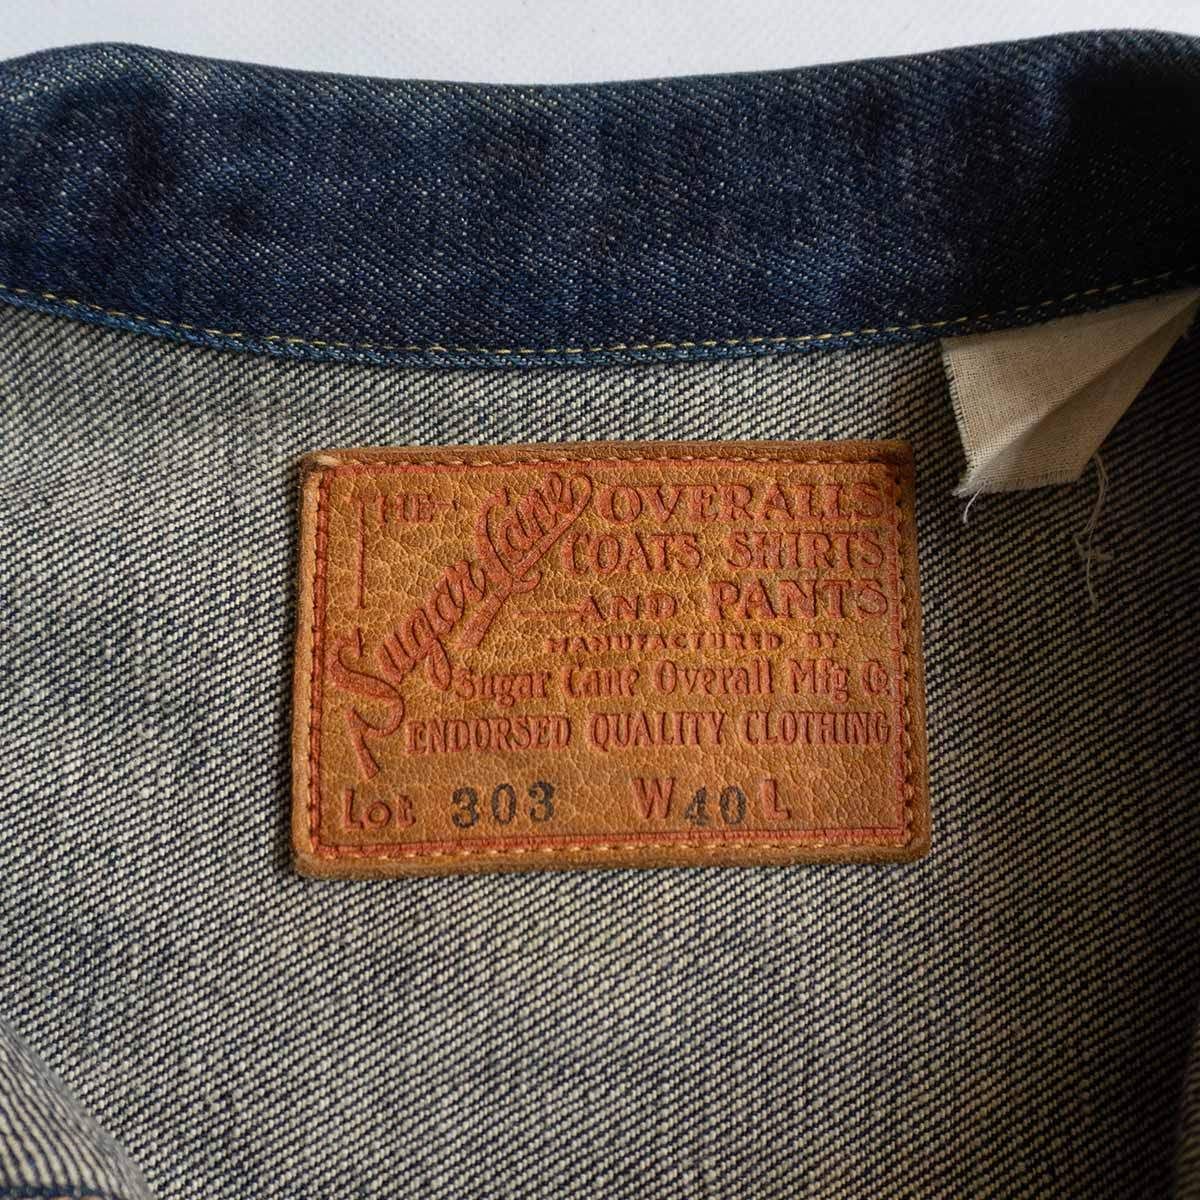 THE Sugar Cane OVERALLS
COATS SHIRTS
AND PANTS
MANUFACTURED BY
Sugar Cane Overall Mfg Co.
ENDORSED QUALITY CLOTHING
Lot 303 W 40 L